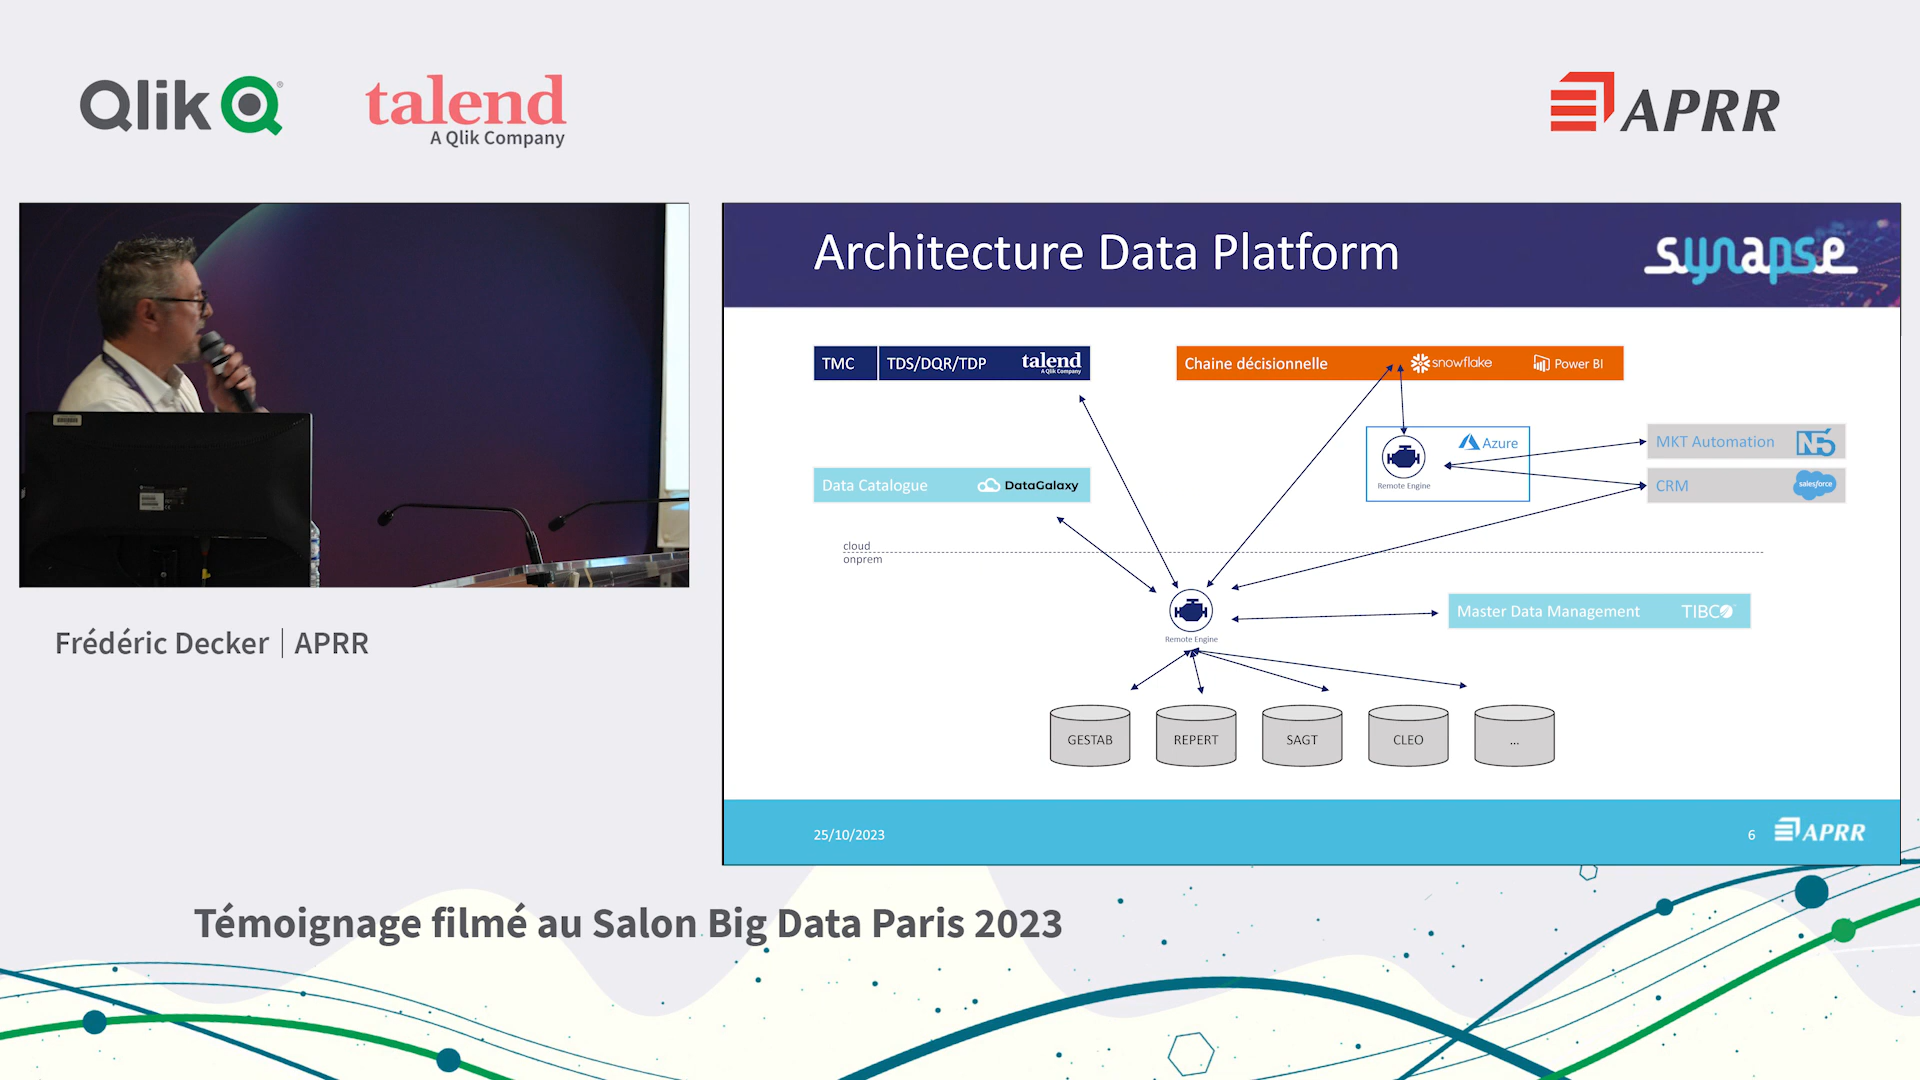 Qlik
talend
A Qlik Company
APRR
Architecture Data Platform
synapse
TMC
TDS/DQR/TDP
talend
A Qlik Company
Chaine décisionnelle
snowflake
Power BI
Azure
Remote Engine
MKT Automation
CRM
salesforce
Data Catalogue
DataGalaxy
cloud
onprem
Remote Engine
Master Data Management
TIBCO
GESTAB
REPERT
SAGT
CLEO
...
25/10/2023
6
APRR
Frédéric Decker | APRR
Témoignage filmé au Salon Big Data Paris 2023